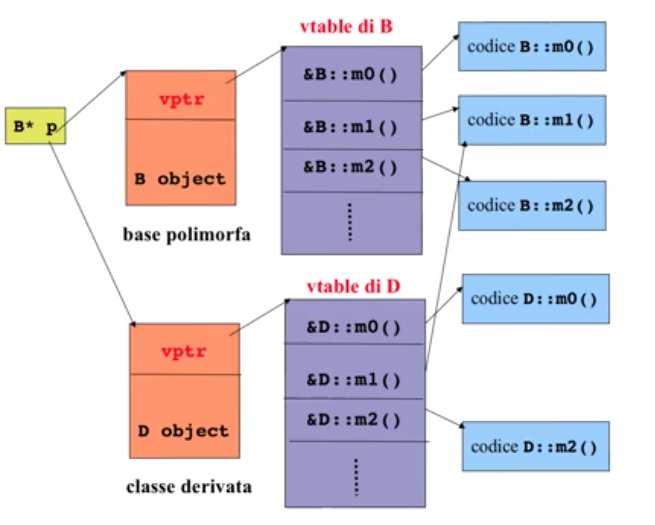 vtable di B
B* p
vptr
B object
base polimorfa
&B::m0()
&B::m1()
&B::m2()
codice B::m0()
codice B::m1()
codice B::m2()
vtable di D
vptr
D object
classe derivata
&D::m0()
&D::m1()
&D::m2()
codice D::m0()
codice D::m2()